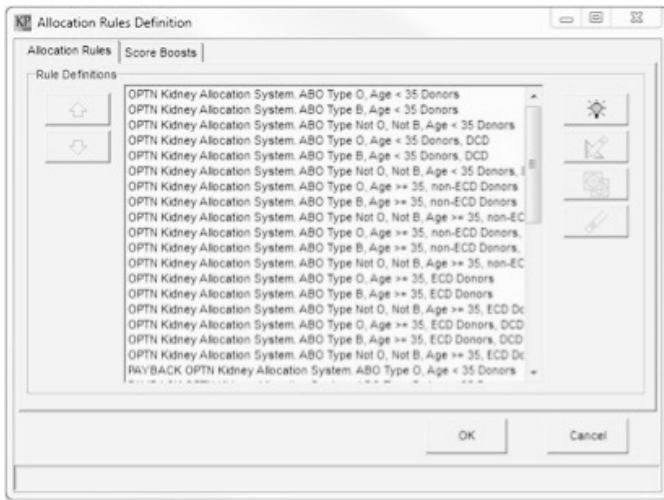 KP Allocation Rules Definition
Allocation Rules Score Boosts
Rule Definitions
OPTN Kidney Allocation System. ABO Type O, Age < 35 Donors
OPTN Kidney Allocation System. ABO Type B, Age < 35 Donors
OPTN Kidney Allocation System. ABO Type Not O, Not B, Age < 35 Donors
OPTN Kidney Allocation System. ABO Type O, Age < 35 Donors, DCD
OPTN Kidney Allocation System. ABO Type B, Age < 35 Donors, DCD
OPTN Kidney Allocation System. ABO Type Not O, Not B, Age < 35 Donors,
OPTN Kidney Allocation System. ABO Type O, Age >= 35, non-ECD Donors
OPTN Kidney Allocation System. ABO Type B, Age >= 35, non-ECD Donors
OPTN Kidney Allocation System. ABO Type Not O, Not B, Age >= 35, non-EC
OPTN Kidney Allocation System. ABO Type O, Age >= 35, non-ECD Donors,
OPTN Kidney Allocation System. ABO Type B, Age >= 35, non-ECD Donors,
OPTN Kidney Allocation System. ABO Type Not O, Not B, Age >= 35, non-EC
OPTN Kidney Allocation System. ABO Type O, Age >= 35, ECD Donors
OPTN Kidney Allocation System. ABO Type B, Age >= 35, ECD Donors
OPTN Kidney Allocation System. ABO Type Not O, Not B, Age >= 35, ECD Dc
OPTN Kidney Allocation System. ABO Type O, Age >= 35, ECD Donors, DCD
OPTN Kidney Allocation System. ABO Type B, Age >= 35, ECD Donors, DCD
OPTN Kidney Allocation System. ABO Type Not O, Not B, Age >= 35, ECD Dc
PAYBACK OPTN Kidney Allocation System. ABO Type O, Age < 35 Donors
OK Cancel